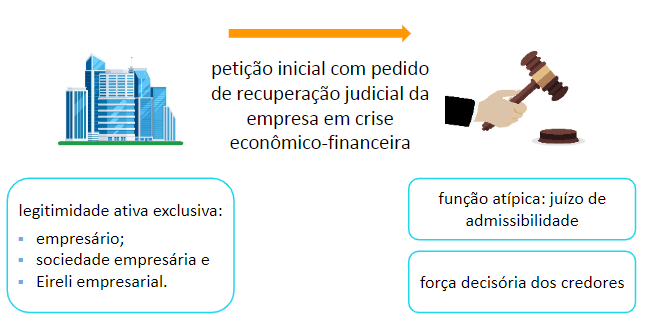 petição inicial com pedido
de recuperação judicial da
empresa em crise
econômico-financeira
legitimidade ativa exclusiva:
▪ empresário;
▪ sociedade empresária e
▪ Eireli empresarial.
função atípica: juízo de
admissibilidade
força decisória dos credores